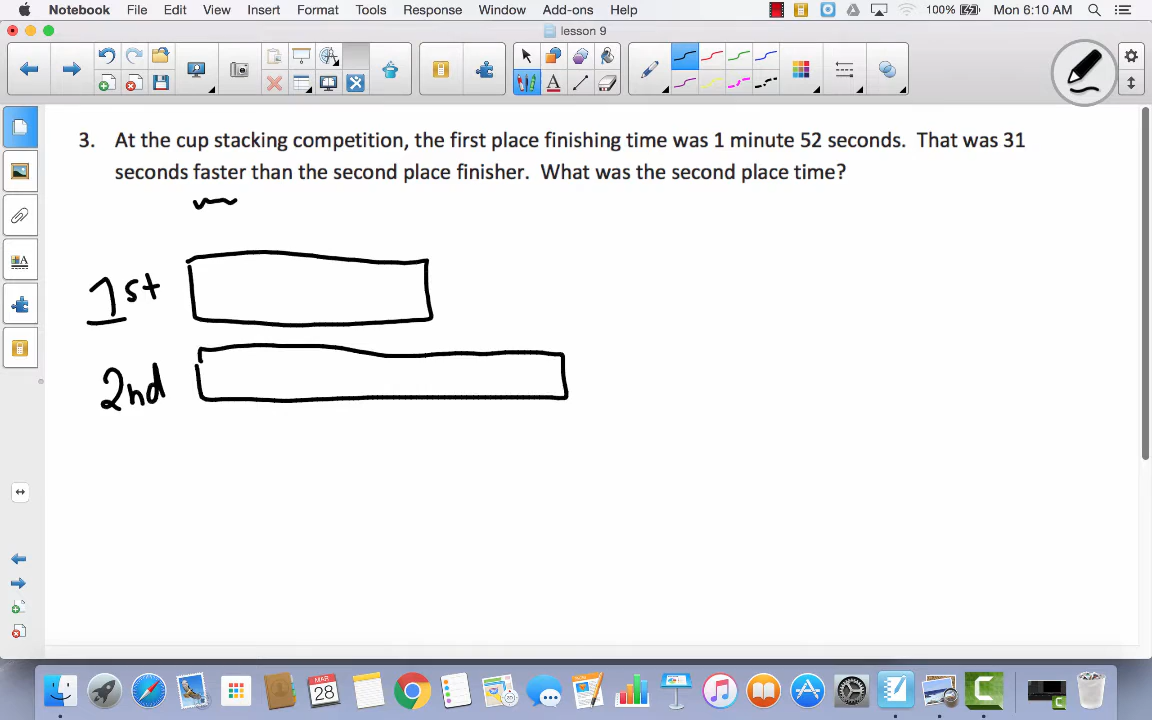 Notebook File Edit View Insert Format Tools Response Window Add-ons Help 100% Mon 6:10 AM
lesson 9
3. At the cup stacking competition, the first place finishing time was 1 minute 52 seconds. That was 31
seconds faster than the second place finisher. What was the second place time?
1st
2nd
MAR
28